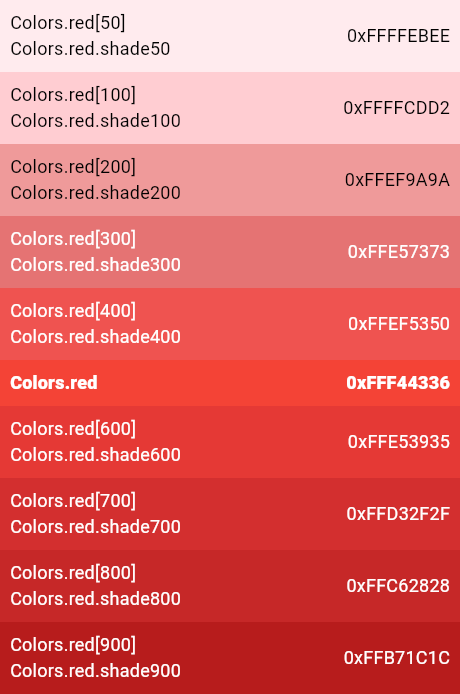 Colors.red[50]
Colors.red.shade50
0xFFFFEBEE
Colors.red[100]
Colors.red.shade100
0xFFFFCDD2
Colors.red[200]
Colors.red.shade200
0xFFEF9A9A
Colors.red[300]
Colors.red.shade300
0xFFE57373
Colors.red[400]
Colors.red.shade400
0xFFEF5350
Colors.red
0xFFF44336
Colors.red[600]
Colors.red.shade600
0xFFE53935
Colors.red[700]
Colors.red.shade700
0xFFD32F2F
Colors.red[800]
Colors.red.shade800
0xFFC62828
Colors.red[900]
Colors.red.shade900
0xFFB71C1C